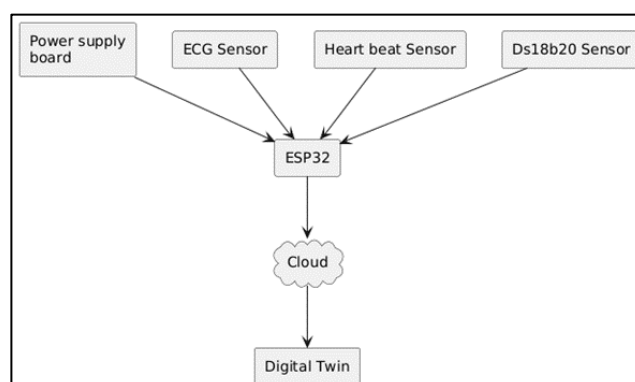 Power supply
board
ECG Sensor
Heart beat Sensor
Ds18b20 Sensor
ESP32
Cloud
Digital Twin